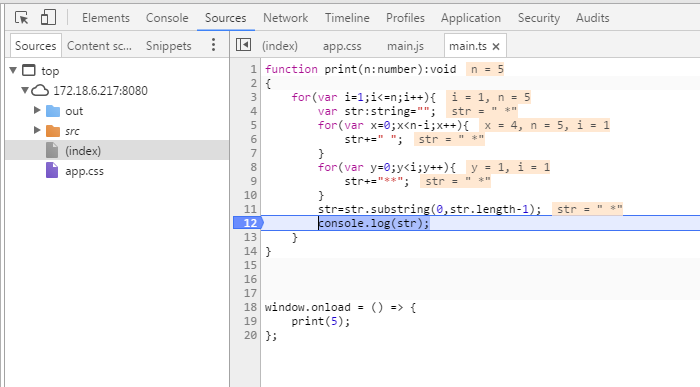 Elements Console Sources Network Timeline Profiles Application Security Audits
Sources Content sc... Snippets (index) app.css main.js main.ts ×
top
172.18.6.217:8080
out
src
(index)
app.css
1 function print(n:number):void n = 5
2 {
3 for(var i=1;i<=n;i++){ i = 1, n = 5
4 var str:string=""; str = " *"
5 for(var x=0;x<n-i;x++){ x = 4, n = 5, i = 1
6 str+=" "; str = " *"
7 }
8 for(var y=0;y<i;y++){ y = 1, i = 1
9 str+="**"; str = " *"
10 }
11 str=str.substring(0,str.length-1); str = " *"
12 console.log(str);
13 }
14 }
15
16
17
18 window.onload = () => {
19 print(5);
20 };